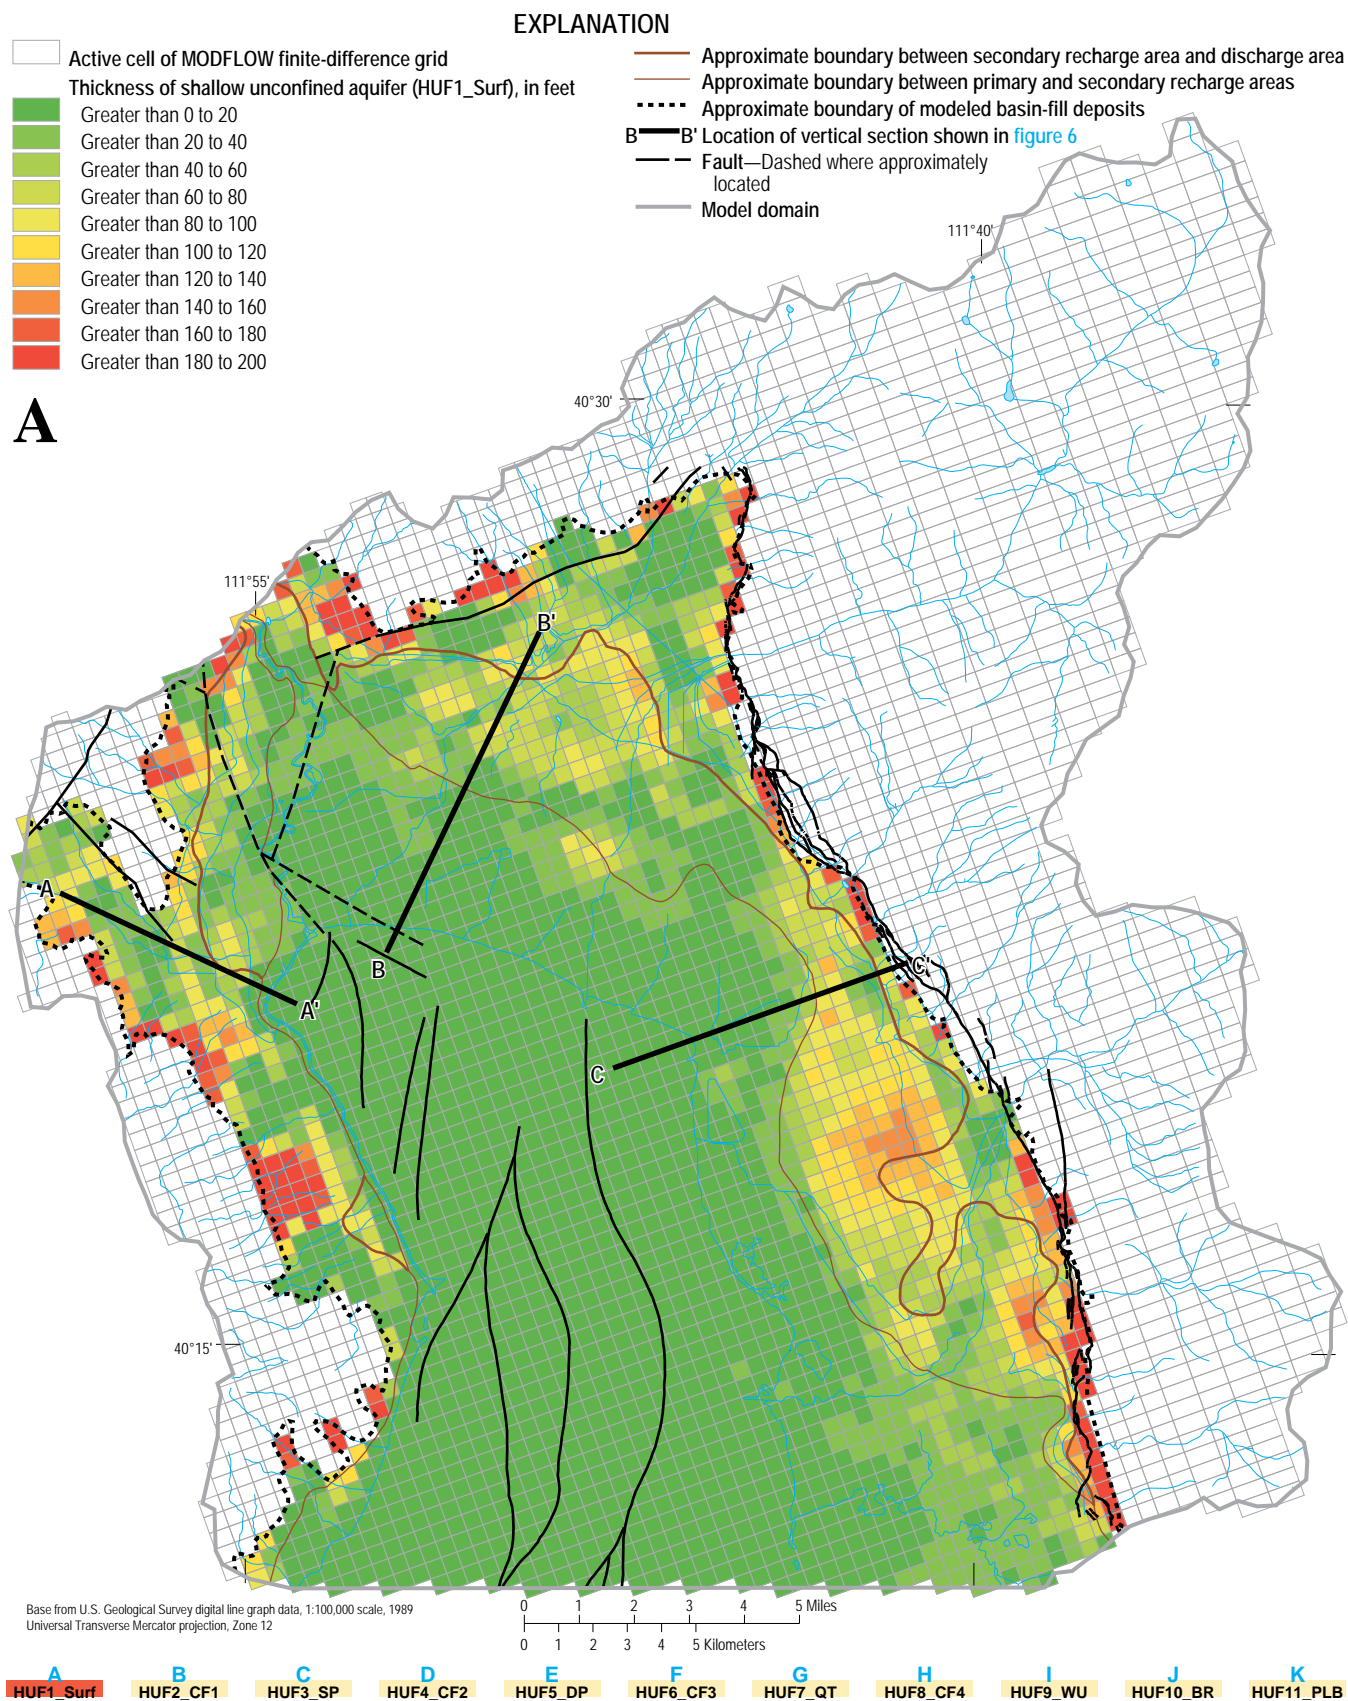 EXPLANATION
Active cell of MODFLOW finite-difference grid
Thickness of shallow unconfined aquifer (HUF1_Surf), in feet
Greater than 0 to 20
Greater than 20 to 40
Greater than 40 to 60
Greater than 60 to 80
Greater than 80 to 100
Greater than 100 to 120
Greater than 120 to 140
Greater than 140 to 160
Greater than 160 to 180
Greater than 180 to 200
Approximate boundary between secondary recharge area and discharge area
Approximate boundary between primary and secondary recharge areas
Approximate boundary of modeled basin-fill deposits
B B' Location of vertical section shown in figure 6
Fault—Dashed where approximately
located
Model domain
A
111°40'
40°30'
111°55'
B'
A
B
C'
A'
C
40°15'
Base from U.S. Geological Survey digital line graph data, 1:100,000 scale, 1989
Universal Transverse Mercator projection, Zone 12
0 1 2 3 4 5 Miles
0 1 2 3 4 5 Kilometers
A B C D E F G H I J K
HUF1_Surf HUF2_CF1 HUF3_SP HUF4_CF2 HUF5_DP HUF6_CF3 HUF7_QT HUF8_CF4 HUF9_WU HUF10_BR HUF11_PLB